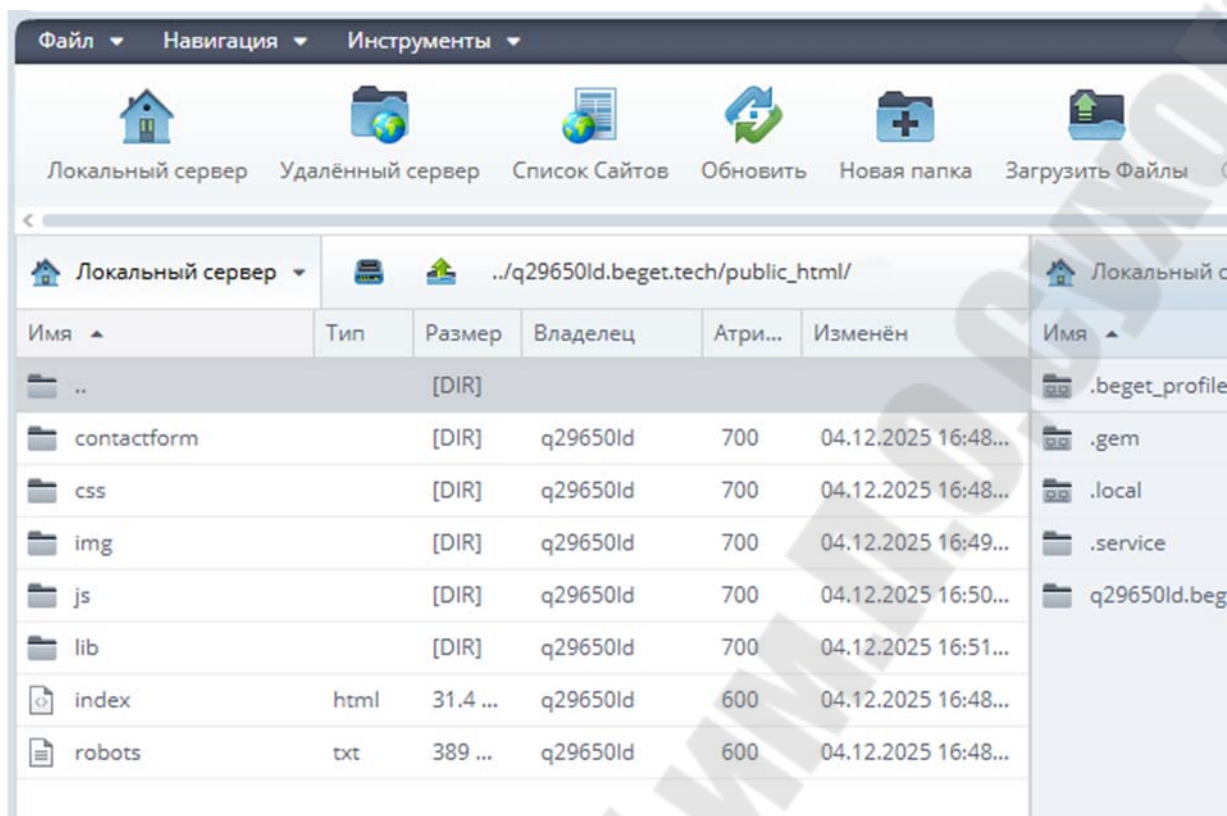 Файл Навигация Инструменты
Локальный сервер Удалённый сервер Список Сайтов Обновить Новая папка Загрузить Файлы
Локальный сервер ../q29650ld.beget.tech/public_html/ Локальный
Имя Тип Размер Владелец Атри... Изменён Имя
.. [DIR] .beget_profile
contactform [DIR] q29650ld 700 04.12.2025 16:48... .gem
css [DIR] q29650ld 700 04.12.2025 16:48... .local
img [DIR] q29650ld 700 04.12.2025 16:49... .service
js [DIR] q29650ld 700 04.12.2025 16:50... q29650ld.beg
lib [DIR] q29650ld 700 04.12.2025 16:51...
index html 31.4 ... q29650ld 600 04.12.2025 16:48...
robots txt 389 ... q29650ld 600 04.12.2025 16:48...